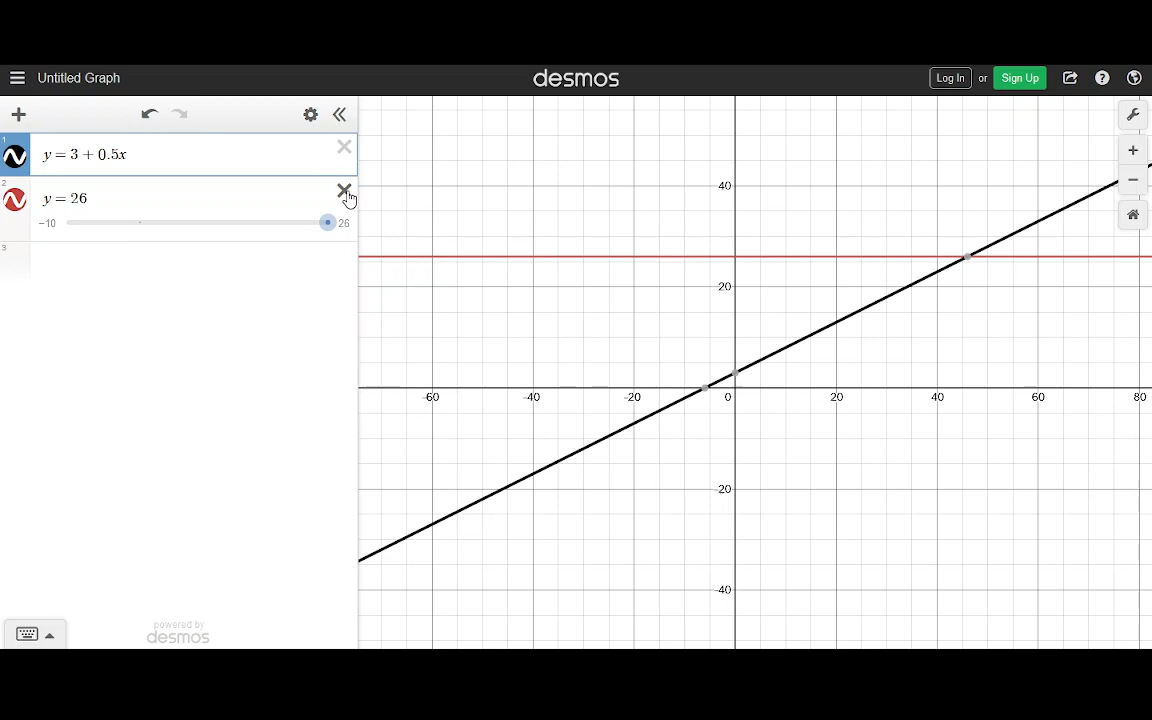 Untitled Graph
desmos
Log In or Sign Up
1
y = 3 + 0.5x
2
y = 26
-10
26
3
40
20
-60
-40
-20
0
20
40
60
80
-20
-40
powered by
desmos